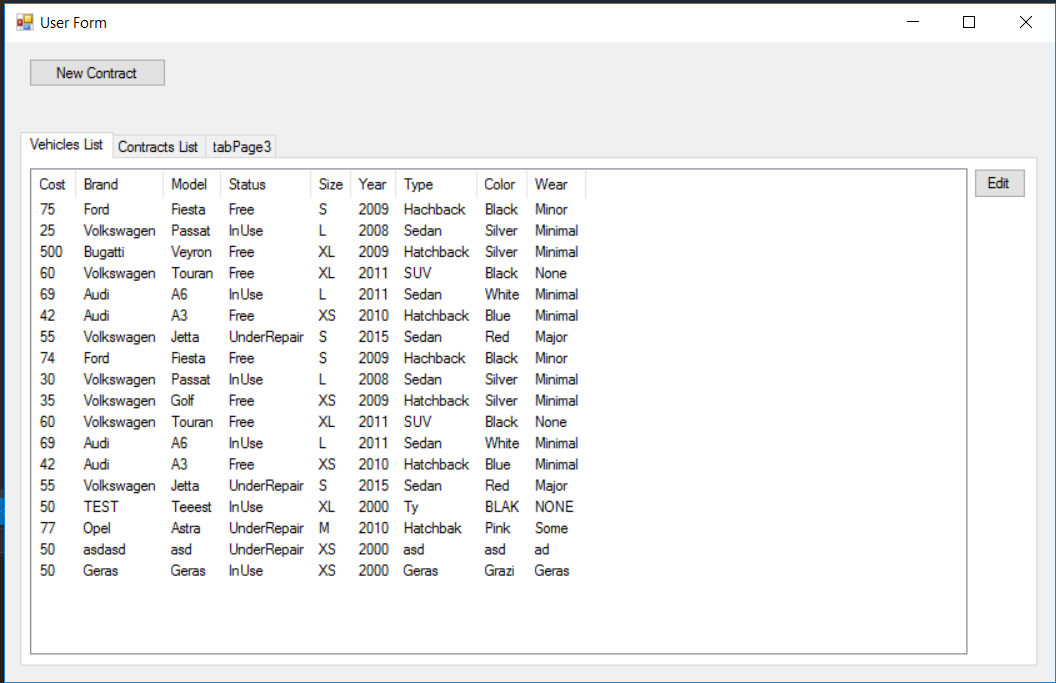 User Form
New Contract
Vehicles List Contracts List tabPage3
Cost Brand Model Status Size Year Type Color Wear Edit
75 Ford Fiesta Free S 2009 Hachback Black Minor
25 Volkswagen Passat InUse L 2008 Sedan Silver Minimal
500 Bugatti Veyron Free XL 2009 Hatchback Silver Minimal
60 Volkswagen Touran Free XL 2011 SUV Black None
69 Audi A6 InUse L 2011 Sedan White Minimal
42 Audi A3 Free XS 2010 Hatchback Blue Minimal
55 Volkswagen Jetta UnderRepair S 2015 Sedan Red Major
74 Ford Fiesta Free S 2009 Hachback Black Minor
30 Volkswagen Passat InUse L 2008 Sedan Silver Minimal
35 Volkswagen Golf Free XS 2009 Hatchback Silver Minimal
60 Volkswagen Touran Free XL 2011 SUV Black None
69 Audi A6 InUse L 2011 Sedan White Minimal
42 Audi A3 Free XS 2010 Hatchback Blue Minimal
55 Volkswagen Jetta UnderRepair S 2015 Sedan Red Major
50 TEST Teeest InUse XL 2000 Ty BLAK NONE
77 Opel Astra UnderRepair M 2010 Hatchbak Pink Some
50 asdasd asd UnderRepair XS 2000 asd asd ad
50 Geras Geras InUse XS 2000 Geras Grazi Geras